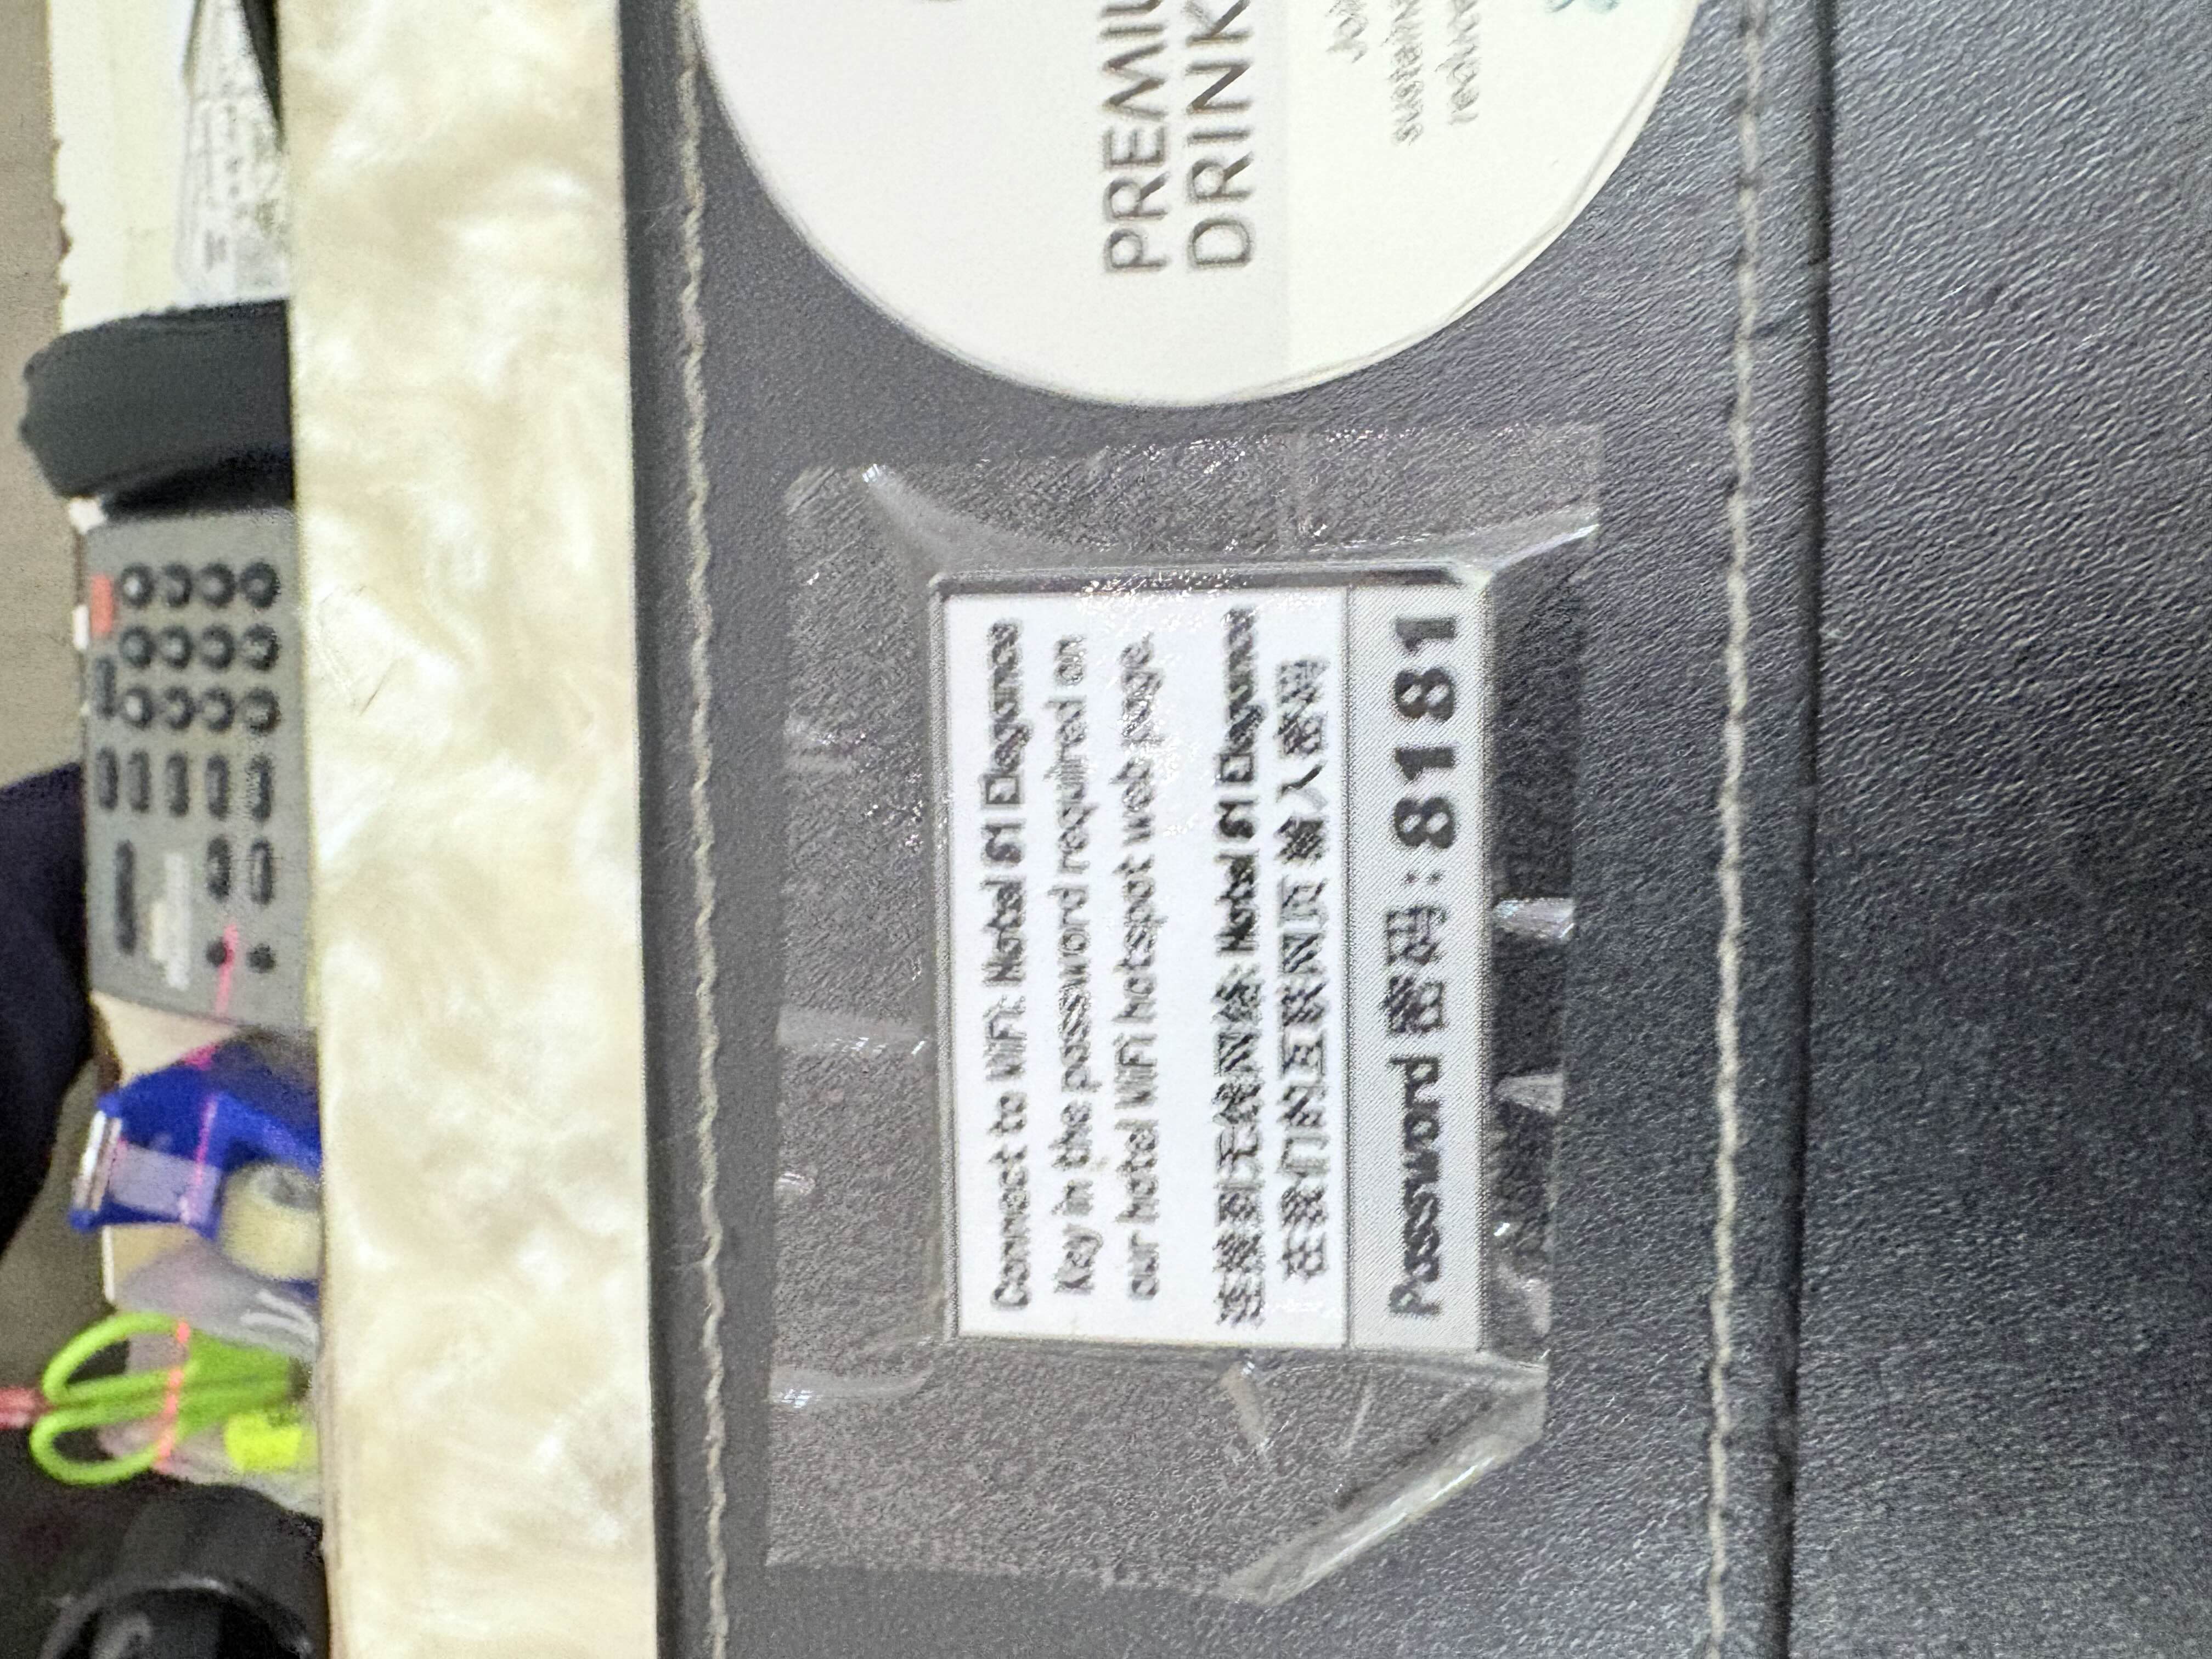 PREMIU
DRINK
Joi
sustain
Connect to WiFi: Hotel 81 Elegance
Key in the password required on
our hotel WiFi hotspot web page.
连接到无线网络: Hotel 81 Elegance
在我们的互联网页 输入密码
Password 密码: 8181